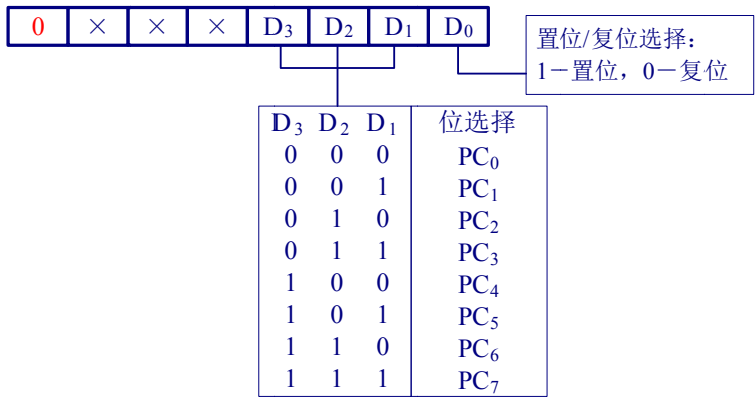 0 × × × D₃ D₂ D₁ D₀
置位/复位选择：
1－置位，0－复位
D₃ D₂ D₁ 位选择
0 0 0 PC₀
0 0 1 PC₁
0 1 0 PC₂
0 1 1 PC₃
1 0 0 PC₄
1 0 1 PC₅
1 1 0 PC₆
1 1 1 PC₇